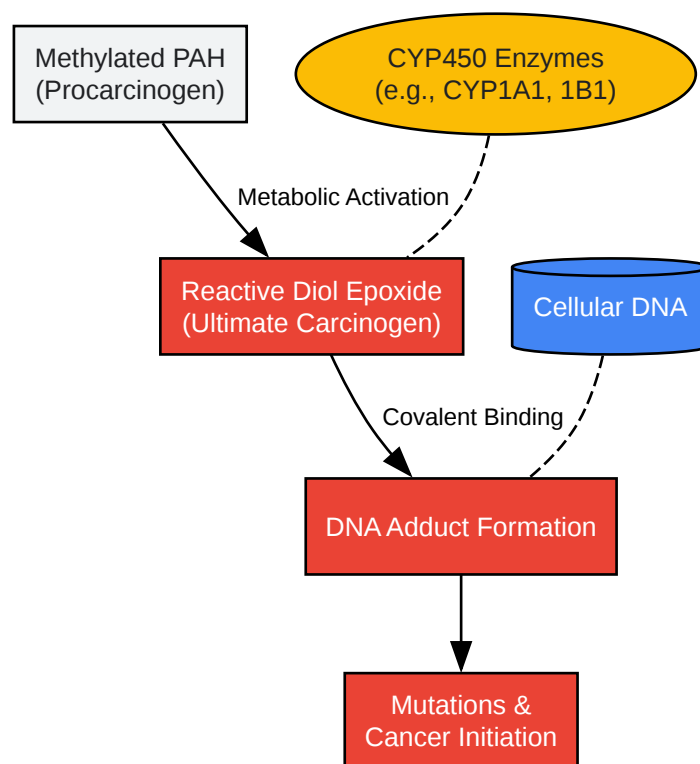 Methylated PAH
(Procarcinogen)
CYP450 Enzymes
(e.g., CYP1A1, 1B1)
Metabolic Activation
Reactive Diol Epoxide
(Ultimate Carcinogen)
Cellular DNA
Covalent Binding
DNA Adduct Formation
Mutations &
Cancer Initiation